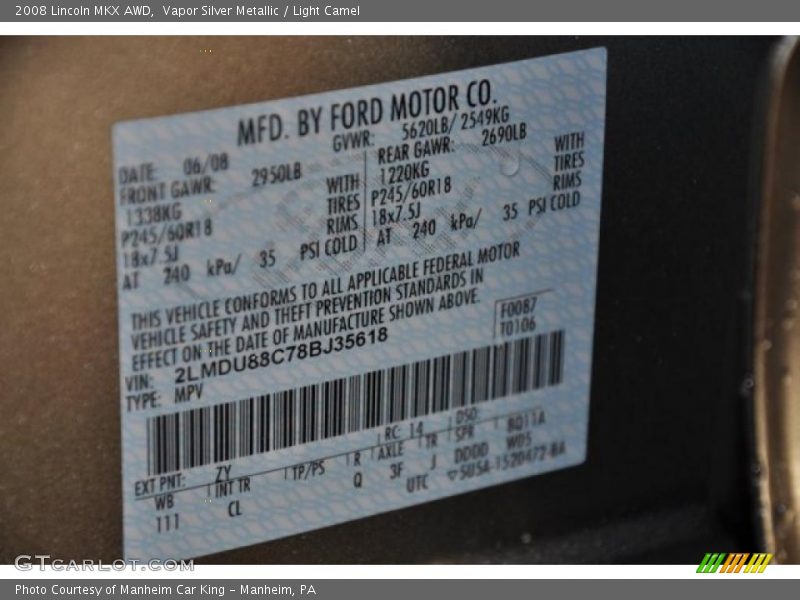 2008 Lincoln MKX AWD,  Vapor Silver Metallic / Light Camel
MFD. BY FORD MOTOR CO.
DATE: 06/08 GVWR: 5620LB/ 2549KG
FRONT GAWR: 2950LB REAR GAWR: 2690LB
1338KG WITH 1220KG WITH
P245/60R18 TIRES P245/60R18 TIRES
18x7.5J RIMS 18x7.5J RIMS
AT 240 kPa/ 35 PSI COLD AT 240 kPa/ 35 PSI COLD
THIS VEHICLE CONFORMS TO ALL APPLICABLE FEDERAL MOTOR
VEHICLE SAFETY AND THEFT PREVENTION STANDARDS IN
EFFECT ON THE DATE OF MANUFACTURE SHOWN ABOVE.
VIN: 2LMDU88C78BJ35618 F0087
TYPE: MPV T0106
EXT PNT: ZY RC: 14 DSO:
WB INT TR TP/PS R AXLE TR SPR B011A
111 CL Q 3F J DDDD W05
UTC ▽5U5A-1520472-BA
GTcarlot.com
Photo Courtesy of Manheim Car King - Manheim, PA